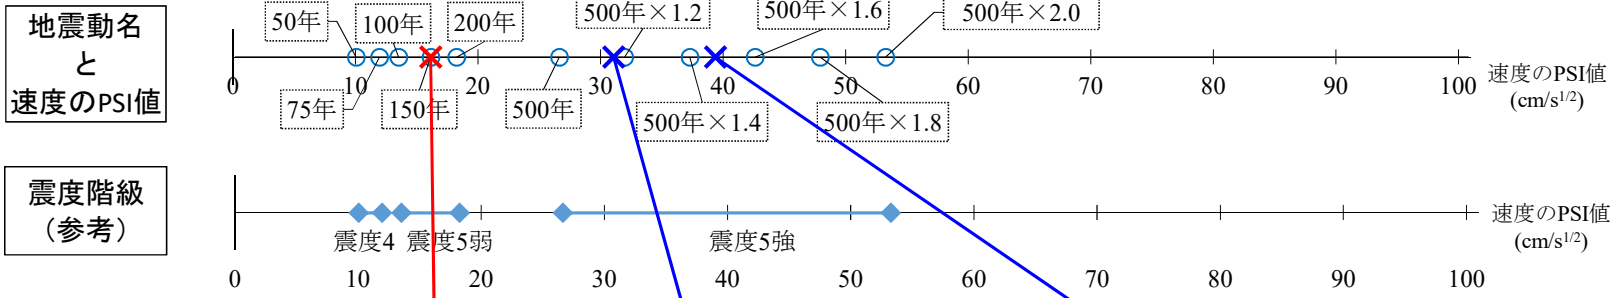 地震動名
と
速度のPSI値
50年
100年
200年
500年×1.2
500年×1.6
500年×2.0
0
10
20
30
40
50
60
70
80
90
100
速度のPSI値
(cm/s1/2)
75年
150年
500年
500年×1.4
500年×1.8
震度階級
（参考）
震度4
震度5弱
震度5強
速度のPSI値
(cm/s1/2)
0
10
20
30
40
50
60
70
80
90
100